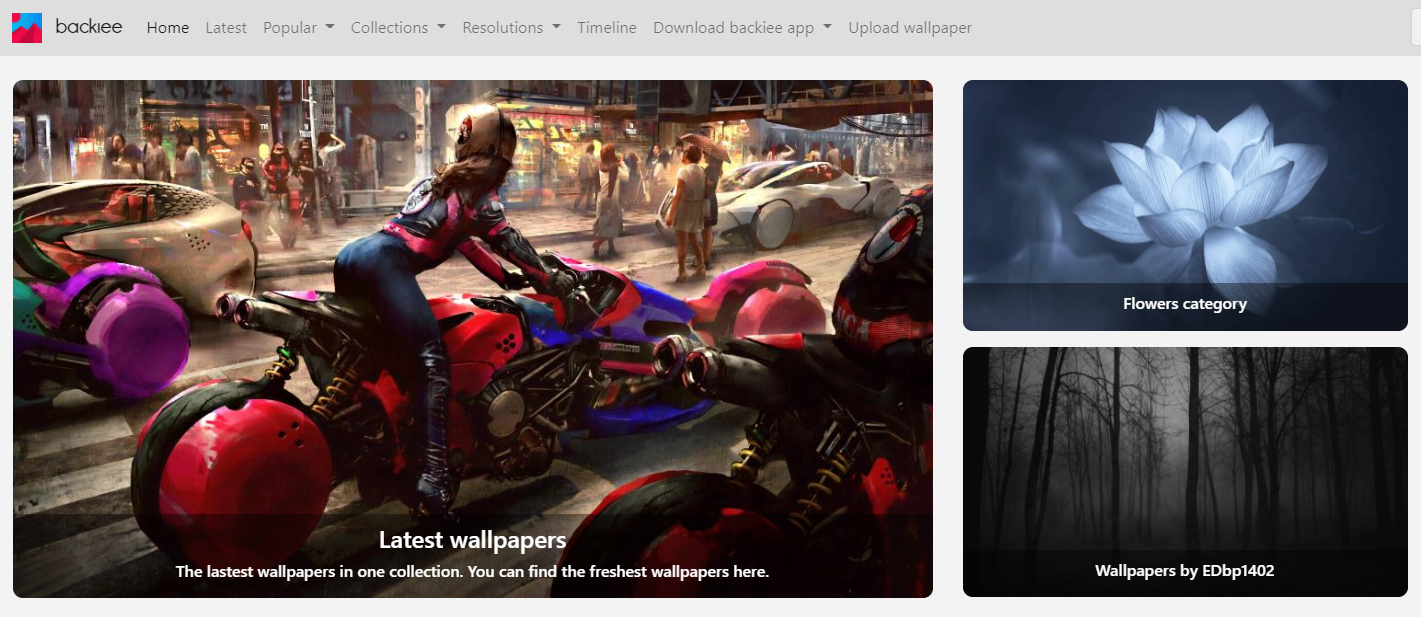 backiee Home Latest Popular Collections Resolutions Timeline Download backiee app Upload wallpaper
Latest wallpapers
The lastest wallpapers in one collection. You can find the freshest wallpapers here.
Flowers category
Wallpapers by EDbp1402